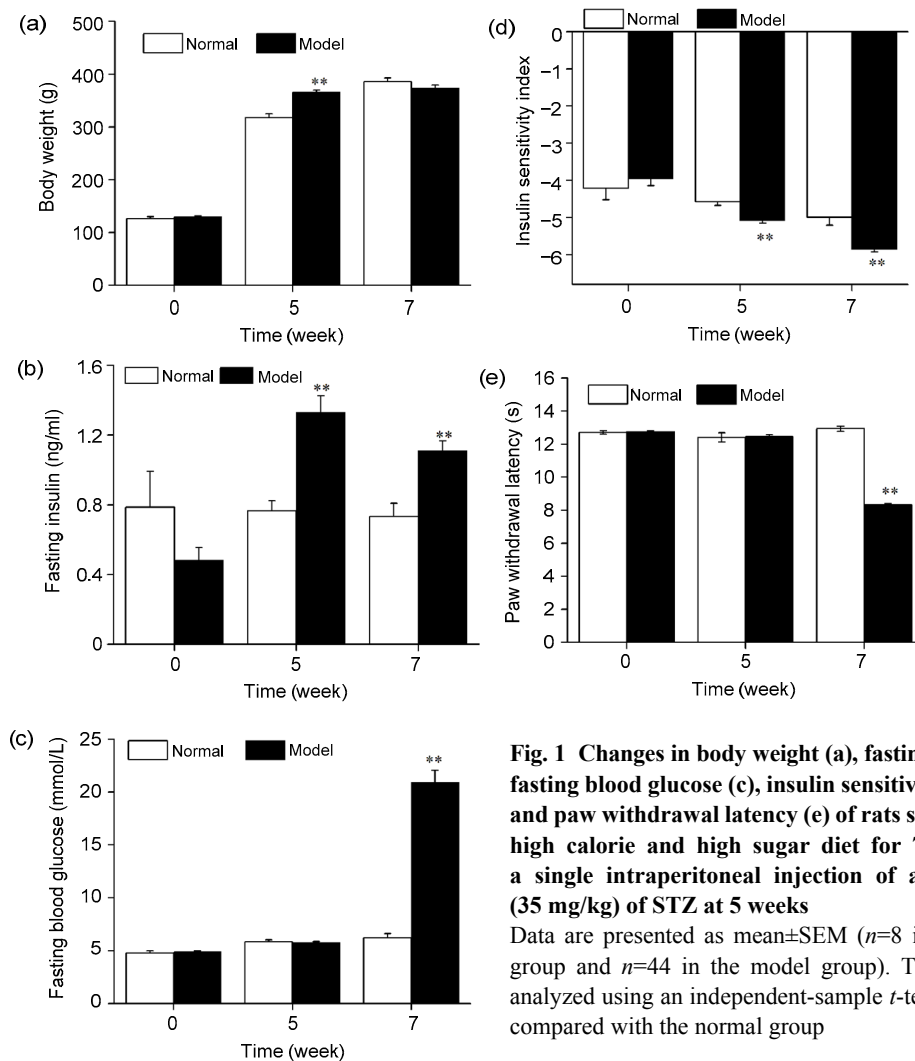 (a)
Normal Model
Body weight (g)
500
400
300
200
100
0
**
0 5 7
Time (week)
(b)
Normal Model
Fasting insulin (ng/ml)
1.6
1.2
0.8
0.4
0
**
**
0 5 7
Time (week)
(c)
Normal Model
Fasting blood glucose (mmol/L)
25
20
15
10
5
0
**
0 5 7
Time (week)
(d)
Normal Model
Insulin sensitivity index
0
−1
−2
−3
−4
−5
−6
**
**
0 5 7
Time (week)
(e)
Normal Model
Paw withdrawal latency (s)
16
14
12
10
8
6
4
2
0
**
0 5 7
Time (week)
Fig. 1 Changes in body weight (a),
fasting blood glucose (c), insulin
and paw withdrawal latency (e) of rats
high calorie and high sugar diet for
a single intraperitoneal injection of
(35 mg/kg) of STZ at 5 weeks
Data are presented as mean±SEM (n=8
group and n=44 in the model group).
analyzed using an independent-sample
compared with the normal group